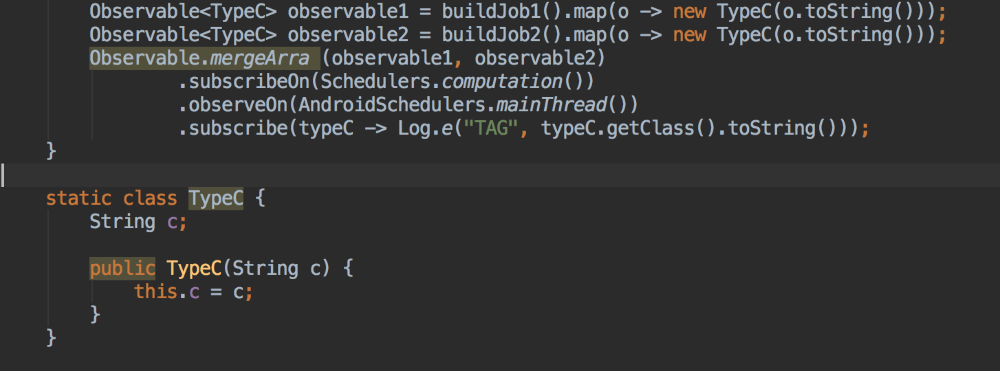 Observable<TypeC> observable1 = buildJob1().map(o -> new TypeC(o.toString()));
Observable<TypeC> observable2 = buildJob2().map(o -> new TypeC(o.toString()));
Observable.mergeArra (observable1, observable2)
.subscribeOn(Schedulers.computation())
.observeOn(AndroidSchedulers.mainThread())
.subscribe(typeC -> Log.e("TAG", typeC.getClass().toString()));
}
static class TypeC {
String c;
public TypeC(String c) {
this.c = c;
}
}